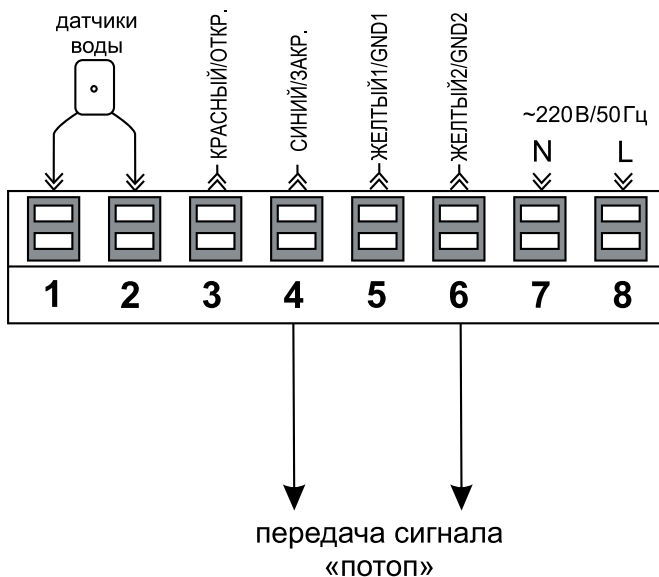 датчики
воды
КРАСНЫЙ/ОТКР.
СИНИЙ/ЗАКР.
ЖЕЛТЫЙ1/GND1
ЖЕЛТЫЙ2/GND2
~220В/50Гц
N L
1 2 3 4 5 6 7 8
передача сигнала
«потоп»